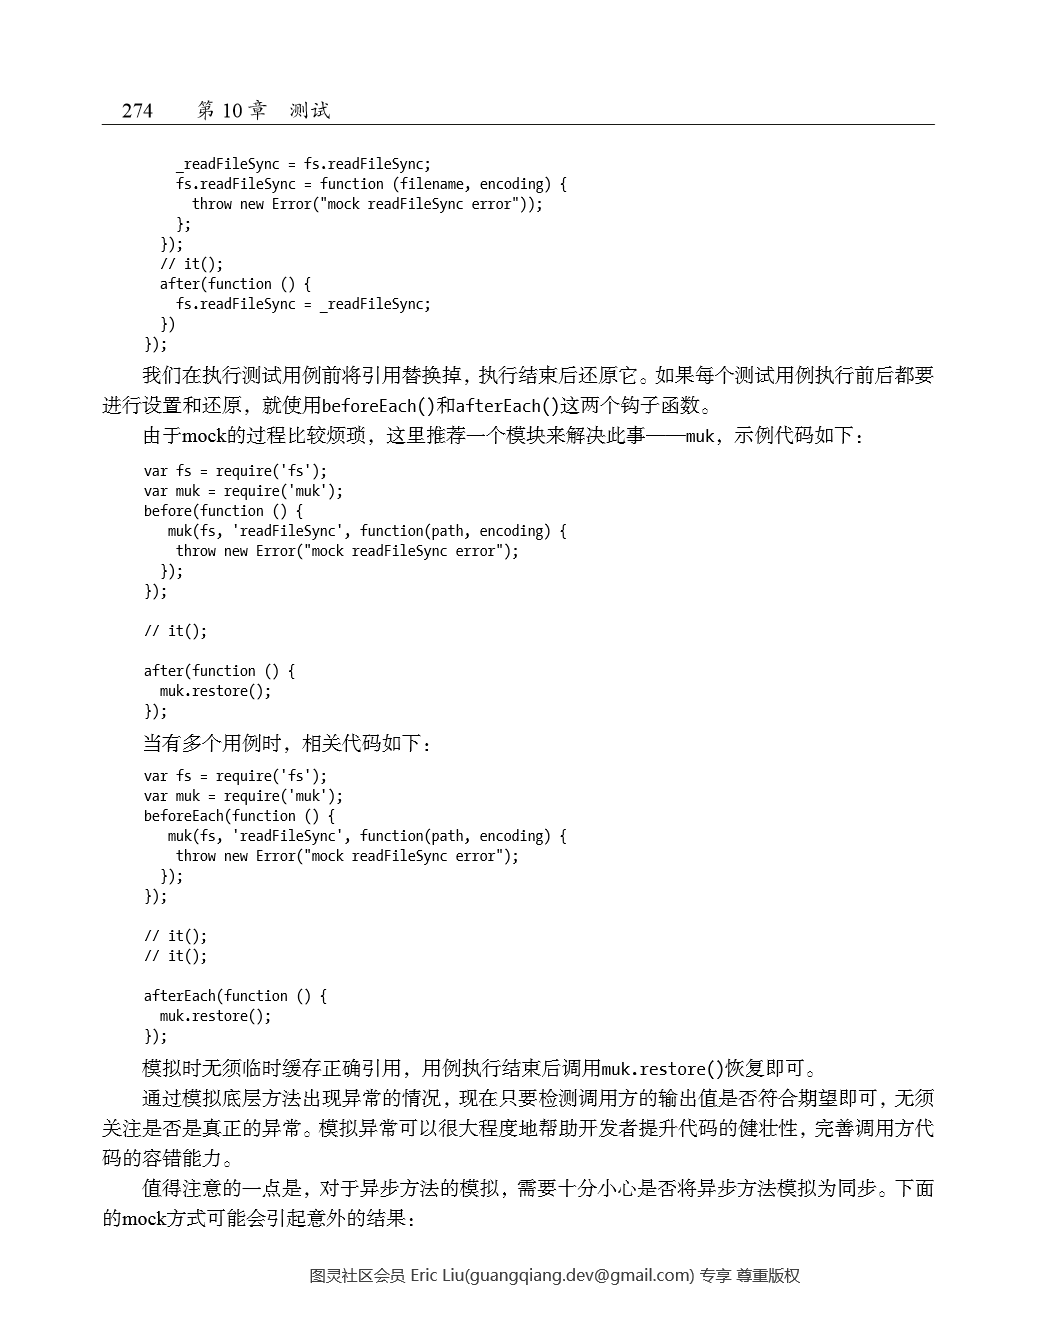 274 第 10 章 测试
_readFileSync = fs.readFileSync;
fs.readFileSync = function (filename, encoding) {
throw new Error("mock readFileSync error"));
};
});
// it();
after(function () {
fs.readFileSync = _readFileSync;
})
});
我们在执行测试用例前将引用替换掉，执行结束后还原它。如果每个测试用例执行前后都要
进行设置和还原，就使用beforeEach()和afterEach()这两个钩子函数。
由于mock的过程比较烦琐，这里推荐一个模块来解决此事——muk，示例代码如下：
var fs = require('fs');
var muk = require('muk');
before(function () {
muk(fs, 'readFileSync', function(path, encoding) {
throw new Error("mock readFileSync error");
});
});
// it();
after(function () {
muk.restore();
});
当有多个用例时，相关代码如下：
var fs = require('fs');
var muk = require('muk');
beforeEach(function () {
muk(fs, 'readFileSync', function(path, encoding) {
throw new Error("mock readFileSync error");
});
});
// it();
// it();
afterEach(function () {
muk.restore();
});
模拟时无须临时缓存正确引用，用例执行结束后调用muk.restore()恢复即可。
通过模拟底层方法出现异常的情况，现在只要检测调用方的输出值是否符合期望即可，无须
关注是否是真正的异常。模拟异常可以很大程度地帮助开发者提升代码的健壮性，完善调用方代
码的容错能力。
值得注意的一点是，对于异步方法的模拟，需要十分小心是否将异步方法模拟为同步。下面
的mock方式可能会引起意外的结果：
图灵社区会员 Eric Liu(guangqiang.dev@gmail.com) 专享 尊重版权